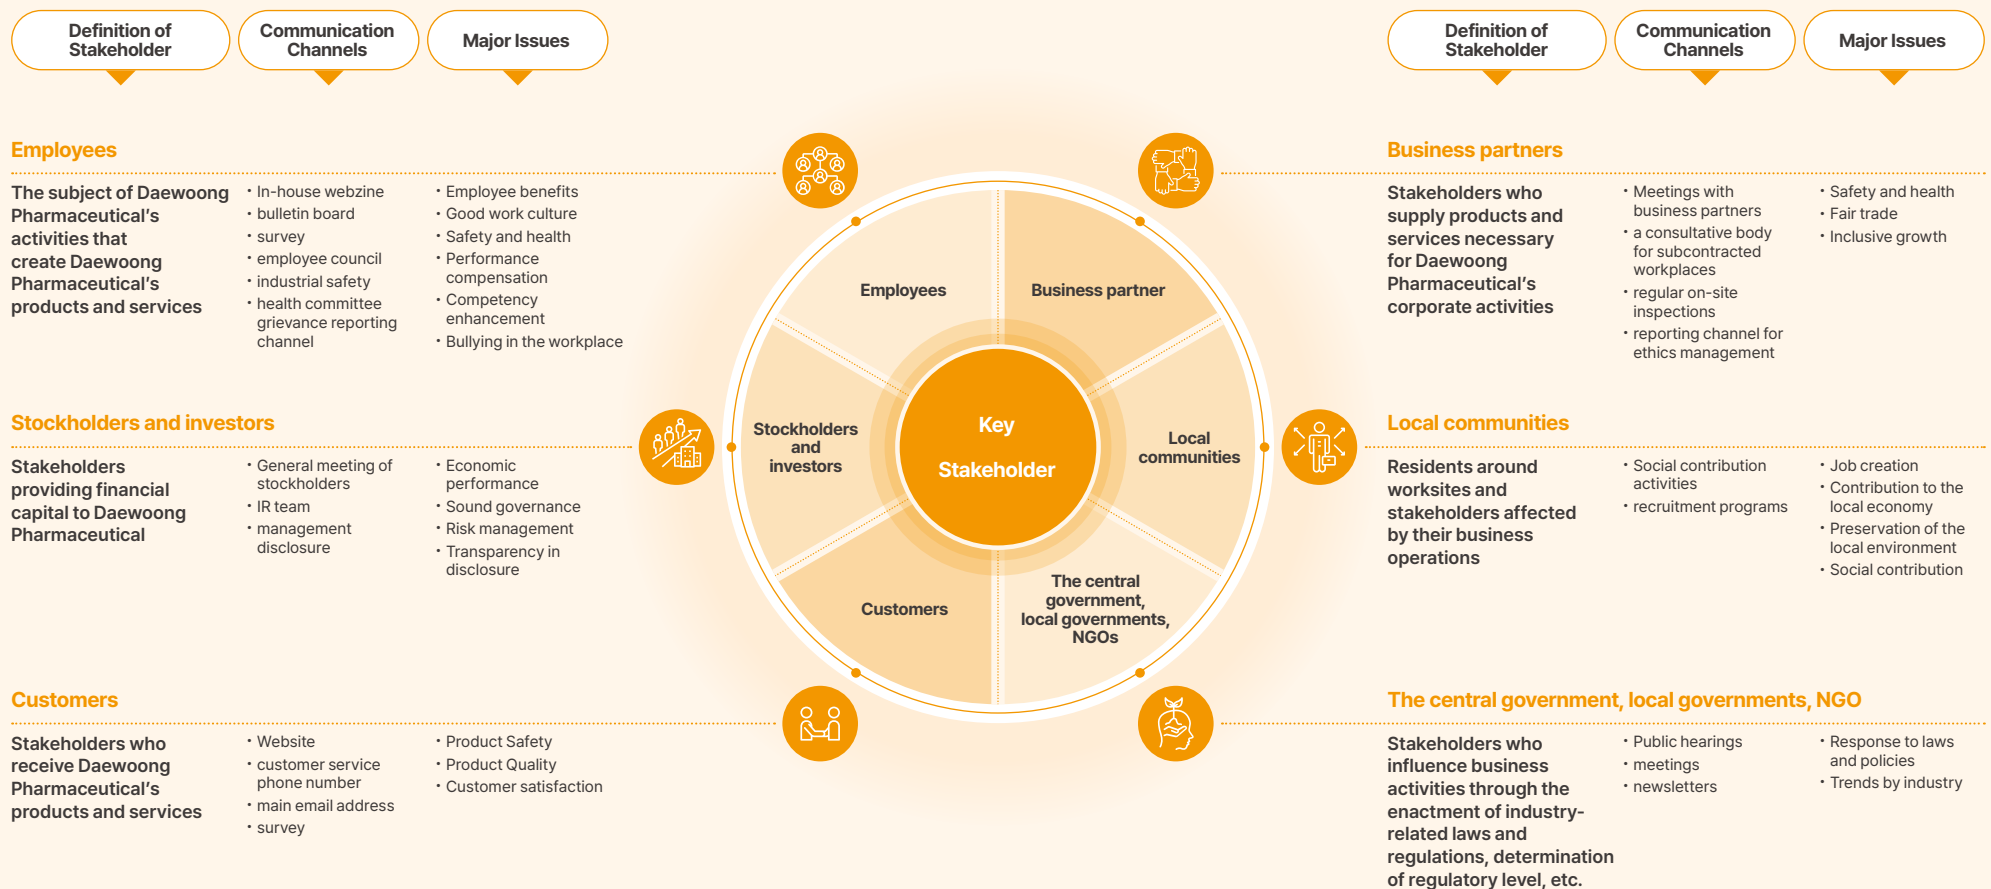 Definition of
Stakeholder
Communication
Channels
Major Issues
Employees
The subject of Daewoong
Pharmaceutical's
activities that
create Daewoong
Pharmaceutical's
products and services
• In-house webzine
• bulletin board
• survey
• employee council
• industrial safety
• health committee
grievance reporting
channel
• Employee benefits
• Good work culture
• Safety and health
• Performance
compensation
• Competency
enhancement
• Bullying in the workplace
Stockholders and investors
Stakeholders
providing financial
capital to Daewoong
Pharmaceutical
• General meeting of
stockholders
• IR team
• management
disclosure
• Economic
performance
• Sound governance
• Risk management
• Transparency in
disclosure
Customers
Stakeholders who
receive Daewoong
Pharmaceutical's
products and services
• Website
• customer service
phone number
• main email address
• survey
• Product Safety
• Product Quality
• Customer satisfaction
Employees
Business partner
Stockholders
and
investors
Key
Stakeholder
Local
communities
Customers
The central
government,
local governments,
NGOs
Definition of
Stakeholder
Communication
Channels
Major Issues
Business partners
Stakeholders who
supply products and
services necessary
for Daewoong
Pharmaceutical's
corporate activities
• Meetings with
business partners
• a consultative body
for subcontracted
workplaces
• regular on-site
inspections
• reporting channel for
ethics management
• Safety and health
• Fair trade
• Inclusive growth
Local communities
Residents around
worksites and
stakeholders affected
by their business
operations
• Social contribution
activities
• recruitment programs
• Job creation
• Contribution to the
local economy
• Preservation of the
local environment
• Social contribution
The central government, local governments, NGO
Stakeholders who
influence business
activities through the
enactment of industry-
related laws and
regulations, determination
of regulatory level, etc.
• Public hearings
• meetings
• newsletters
• Response to laws
and policies
• Trends by industry